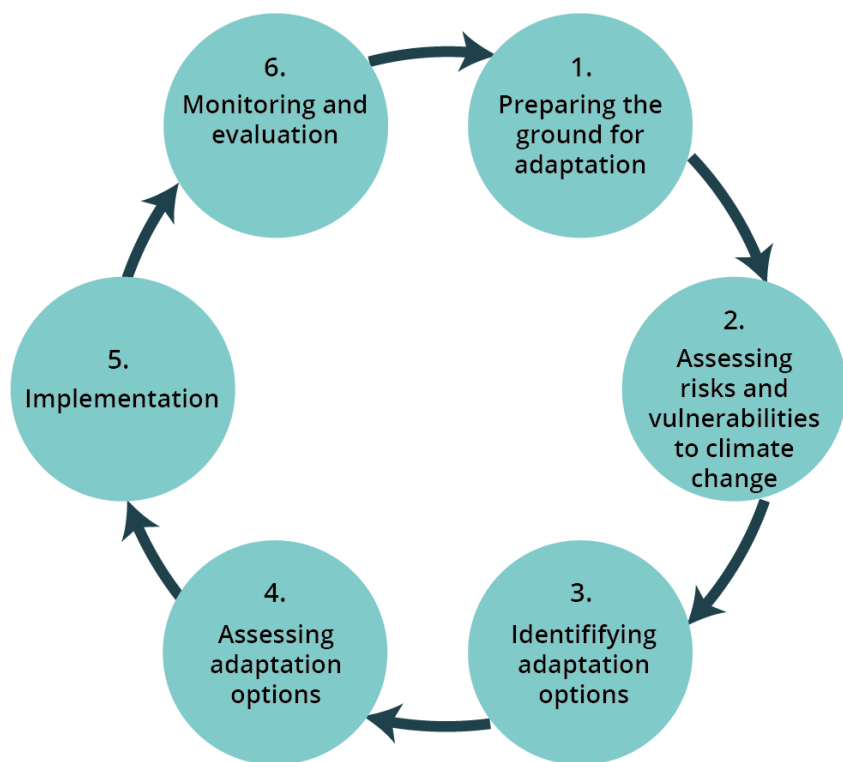 1.
Preparing the
ground for
adaptation
2.
Assessing
risks and
vulnerabilities
to climate
change
3.
Identififying
adaptation
options
4.
Assessing
adaptation
options
5.
Implementation
6.
Monitoring and
evaluation